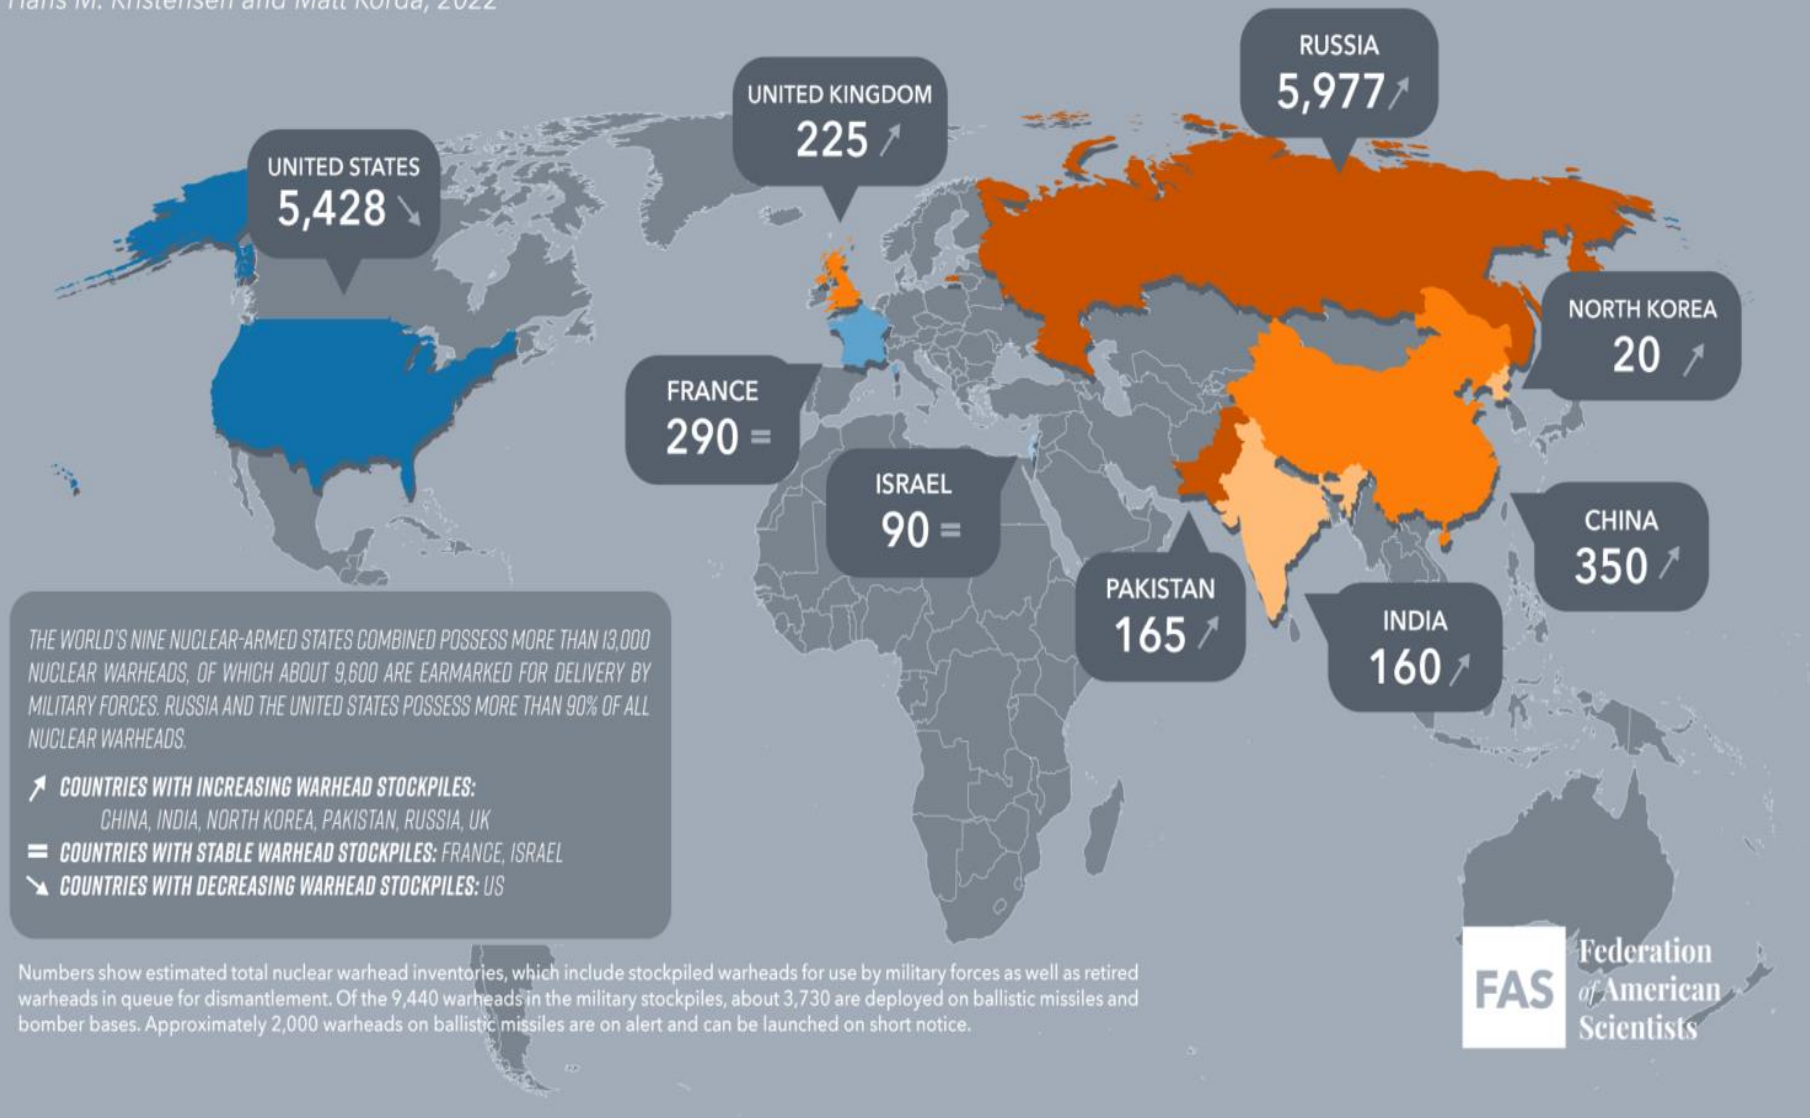 Hans M. Kristensen and Matt Korda, 2022
RUSSIA
5,977
UNITED KINGDOM
225
UNITED STATES
5,428
NORTH KOREA
20
FRANCE
290 =
ISRAEL
90 =
CHINA
350
PAKISTAN
165
INDIA
160
THE WORLD'S NINE NUCLEAR-ARMED STATES COMBINED POSSESS MORE THAN 13,000
NUCLEAR WARHEADS, OF WHICH ABOUT 9,600 ARE EARMARKED FOR DELIVERY BY
MILITARY FORCES. RUSSIA AND THE UNITED STATES POSSESS MORE THAN 90% OF ALL
NUCLEAR WARHEADS.
COUNTRIES WITH INCREASING WARHEAD STOCKPILES:
CHINA, INDIA, NORTH KOREA, PAKISTAN, RUSSIA, UK
= COUNTRIES WITH STABLE WARHEAD STOCKPILES: FRANCE, ISRAEL
COUNTRIES WITH DECREASING WARHEAD STOCKPILES: US
Numbers show estimated total nuclear warhead inventories, which include stockpiled warheads for use by military forces as well as retired
warheads in queue for dismantlement. Of the 9,440 warheads in the military stockpiles, about 3,730 are deployed on ballistic missiles and
bomber bases. Approximately 2,000 warheads on ballistic missiles are on alert and can be launched on short notice.
FAS
Federation
of American
Scientists